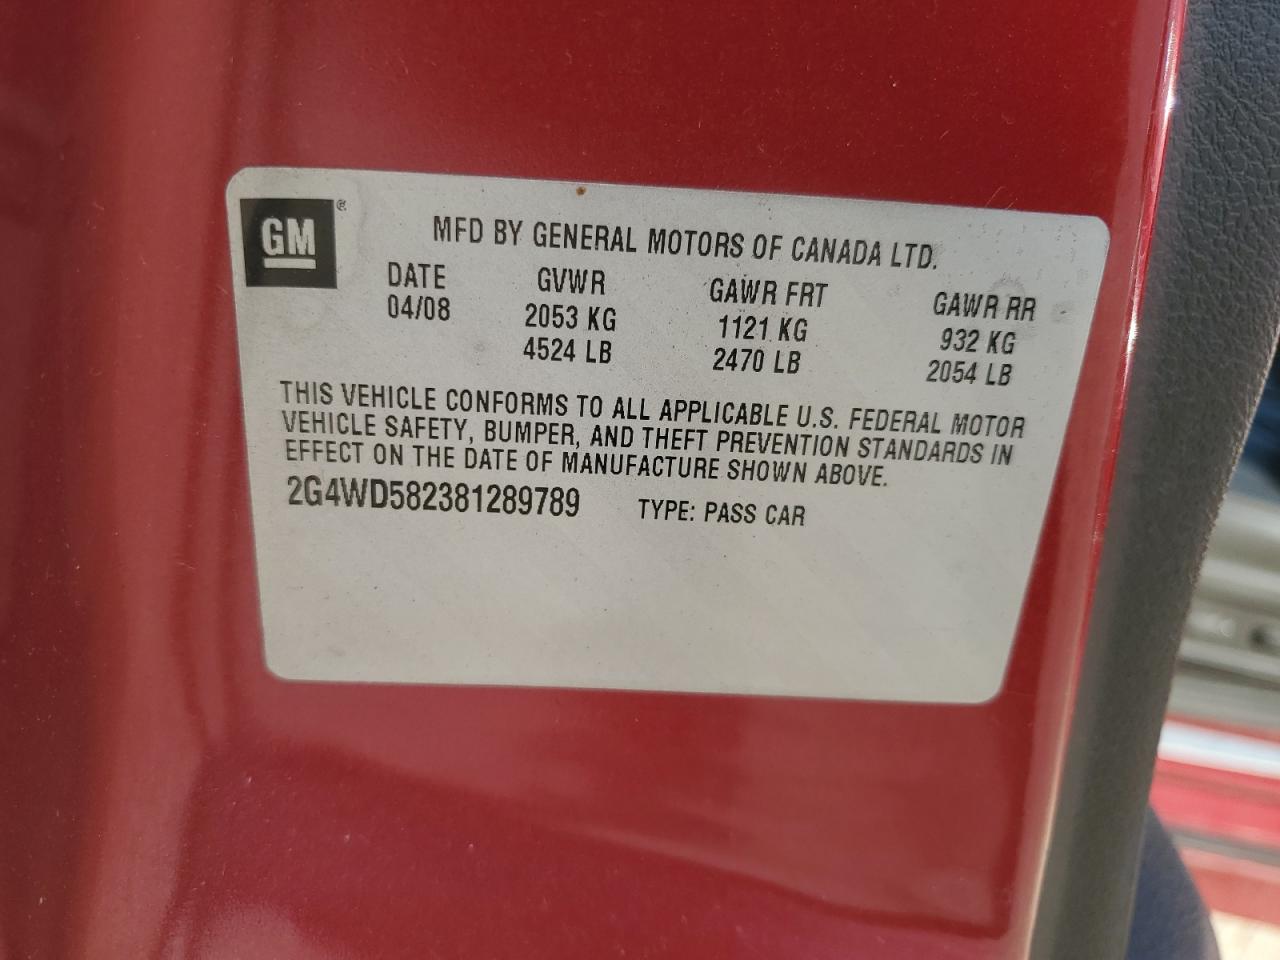 GM ®
MFD BY GENERAL MOTORS OF CANADA LTD.
DATE GVWR GAWR FRT GAWR RR
04/08 2053 KG 1121 KG 932 KG
4524 LB 2470 LB 2054 LB
THIS VEHICLE CONFORMS TO ALL APPLICABLE U.S. FEDERAL MOTOR
VEHICLE SAFETY, BUMPER, AND THEFT PREVENTION STANDARDS IN
EFFECT ON THE DATE OF MANUFACTURE SHOWN ABOVE.
2G4WD582381289789 TYPE: PASS CAR